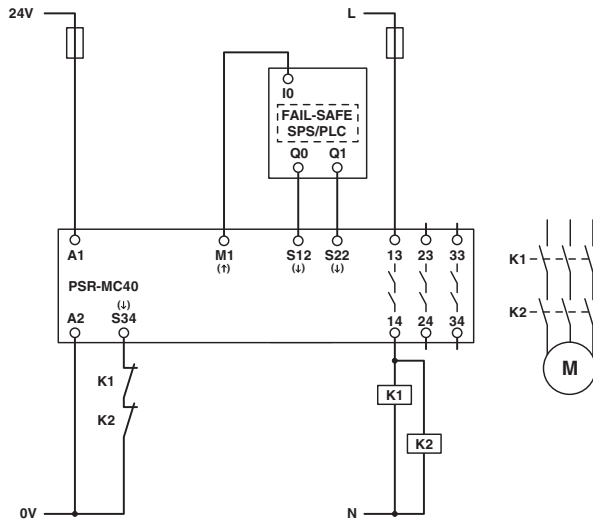 24V
L
I0
FAIL-SAFE
SPS/PLC
Q0 Q1
A1 M1 S12 S22 13 23 33
(↑) (↓) (↓)
PSR-MC40
(↓)
A2 S34 14 24 34
K1
K2
K1
K2
0V
N
K1
K2
M